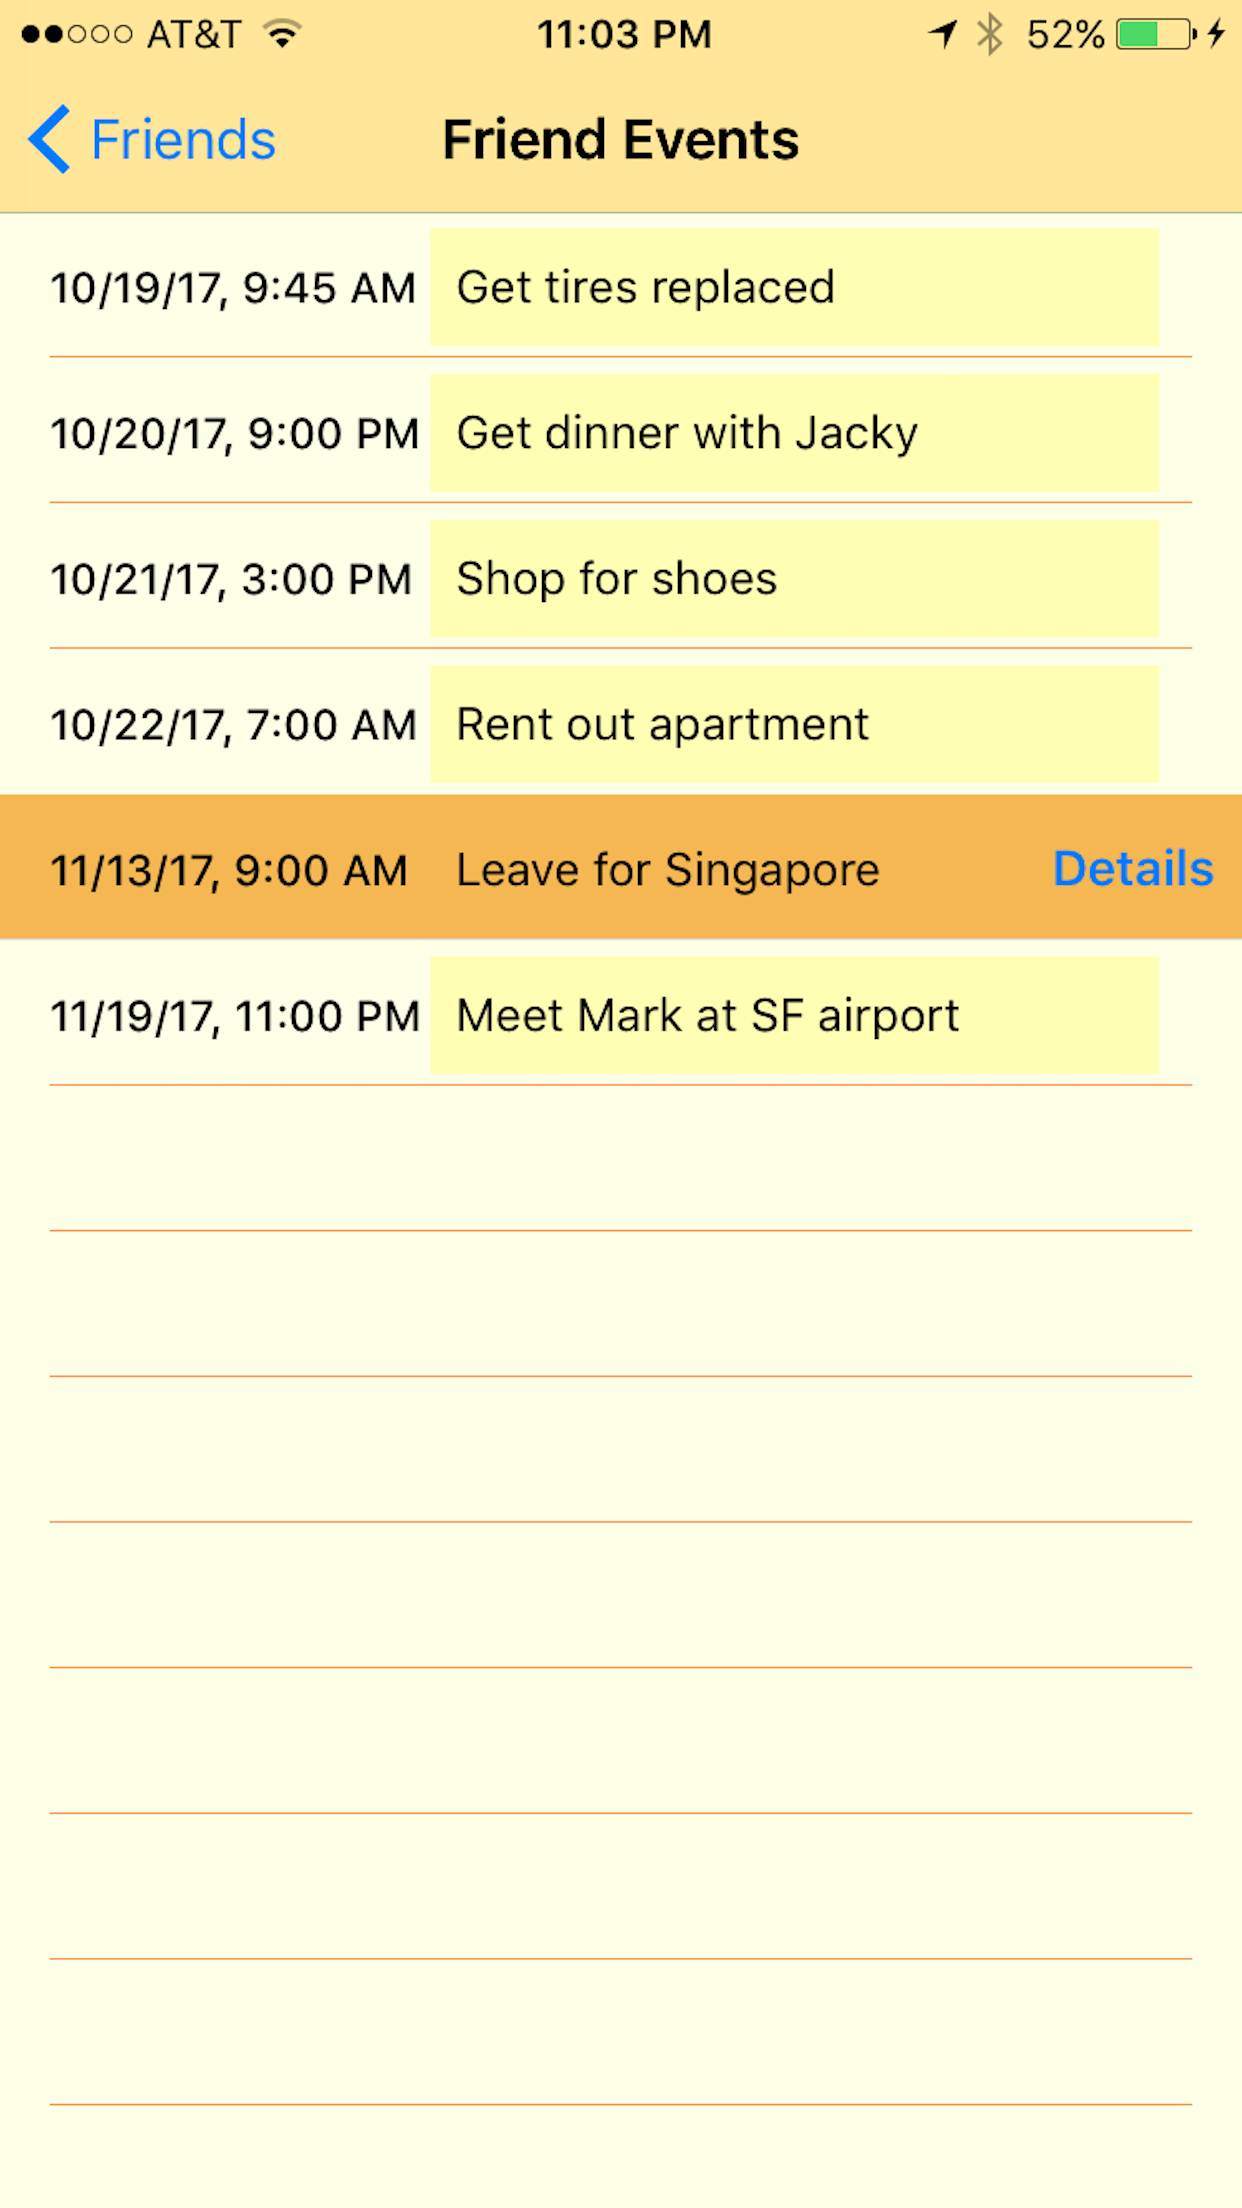 AT&T 11:03 PM 52%
Friends Friend Events
10/19/17, 9:45 AM Get tires replaced
10/20/17, 9:00 PM Get dinner with Jacky
10/21/17, 3:00 PM Shop for shoes
10/22/17, 7:00 AM Rent out apartment
11/13/17, 9:00 AM Leave for Singapore Details
11/19/17, 11:00 PM Meet Mark at SF airport